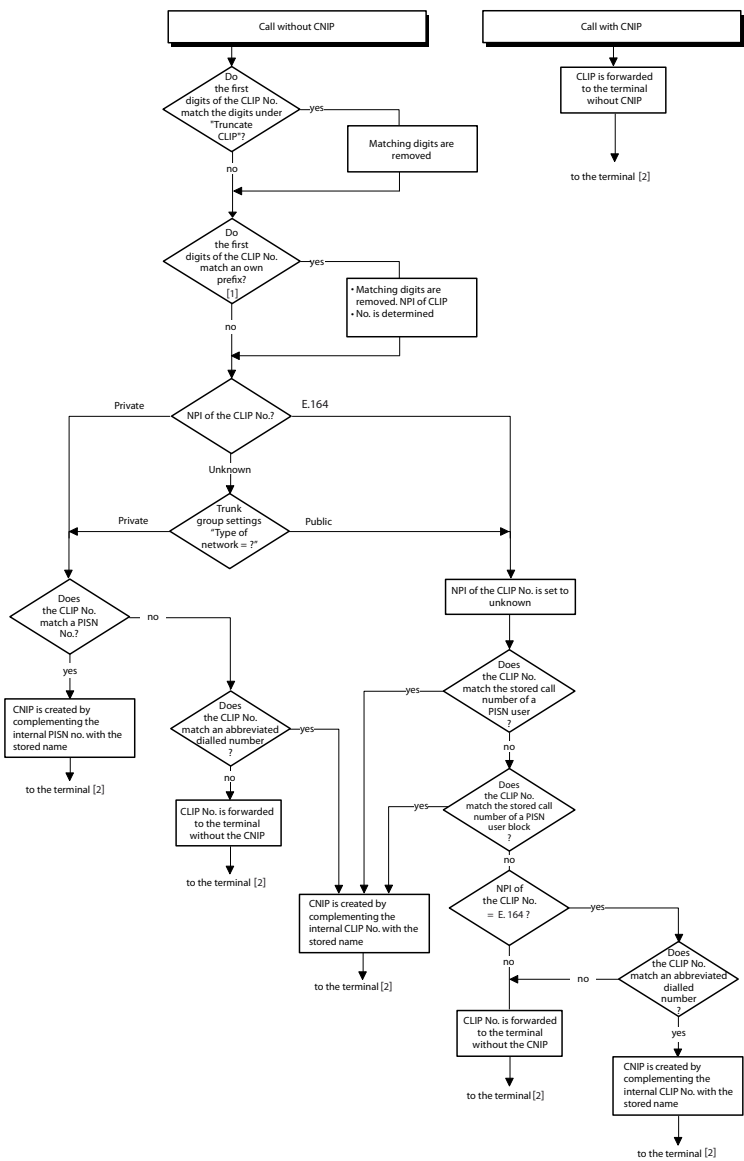 Call without CNIP
Call with CNIP
Do
the first
digits of the CLIP No.
match the digits under
"Truncate
CLIP"?
yes
no
Matching digits are
removed
CLIP is forwarded
to the terminal
wihout CNIP
to the terminal [2]
Do
the first
digits of the CLIP No.
match an own
prefix?
[1]
yes
no
• Matching digits are
removed. NPI of CLIP
• No. is determined
NPI of the CLIP No.?
Private
E.164
Unknown
Trunk
group settings
"Type of
network = ?"
Private
Public
Does
the CLIP No.
match a PISN
No.?
no
yes
CNIP is created by
complementing the
internal PISN no. with the
stored name
to the terminal [2]
Does
the CLIP No.
match an abbreviated
dialled number
?
yes
no
CLIP No. is forwarded
to the terminal
without the CNIP
to the terminal [2]
NPI of the CLIP No. is set to
unknown
Does
the CLIP No.
match the stored call
number of a
PISN user
?
yes
no
Does
the CLIP No.
match the stored call
number of a PISN
user block
?
yes
no
CNIP is created by
complementing the
internal CLIP No. with the
stored name
to the terminal [2]
NPI of
the CLIP No.
= E. 164 ?
yes
no
Does
the CLIP No.
match an abbreviated
dialled
number
?
no
yes
CLIP No. is forwarded
to the terminal
without the CNIP
to the terminal [2]
CNIP is created by
complementing the
internal CLIP No. with the
stored name
to the terminal [2]